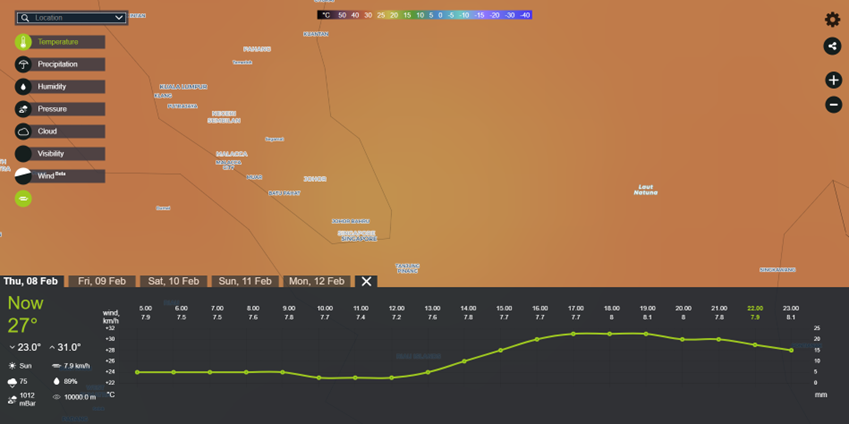 Location
°C 50 40 30 25 20 15 10 5 0 -5 -10 -15 -20 -30 -40
Temperature
Precipitation
Humidity
Pressure
Cloud
Visibility
Wind Beta
KUANTAN
PAHANG
KUALA LUMPUR
KLANG
PUTRAJAYA
NEGERI
SEMBILAN
MALACCA
MALACCA
CITY
JOHOR
BATU PAHAT
JOHOR BAHRU
SINGAPORE
SINGAPORE
TANJUNG
PINANG
Laut
Natuna
SINGKAWANG
Dumai
Thu, 08 Feb
Fri, 09 Feb
Sat, 10 Feb
Sun, 11 Feb
Mon, 12 Feb
Now
27°
23.0° 31.0°
Sun 7.9 km/h
75 89%
1012 10000.0 m
mBar
wind,
km/h
5.00 6.00 7.00 8.00 9.00 10.00 11.00 12.00 13.00 14.00 15.00 16.00 17.00 18.00 19.00 20.00 21.00 22.00 23.00
7.9 7.5 7.5 7.6 7.8 7.7 7.4 7.2 7.6 7.8 7.7 7.7 7.7 8 8.1 8 7.8 7.9 8.1
+32
+30
+28
+26
+24
+22
°C
25
20
15
10
5
0
mm